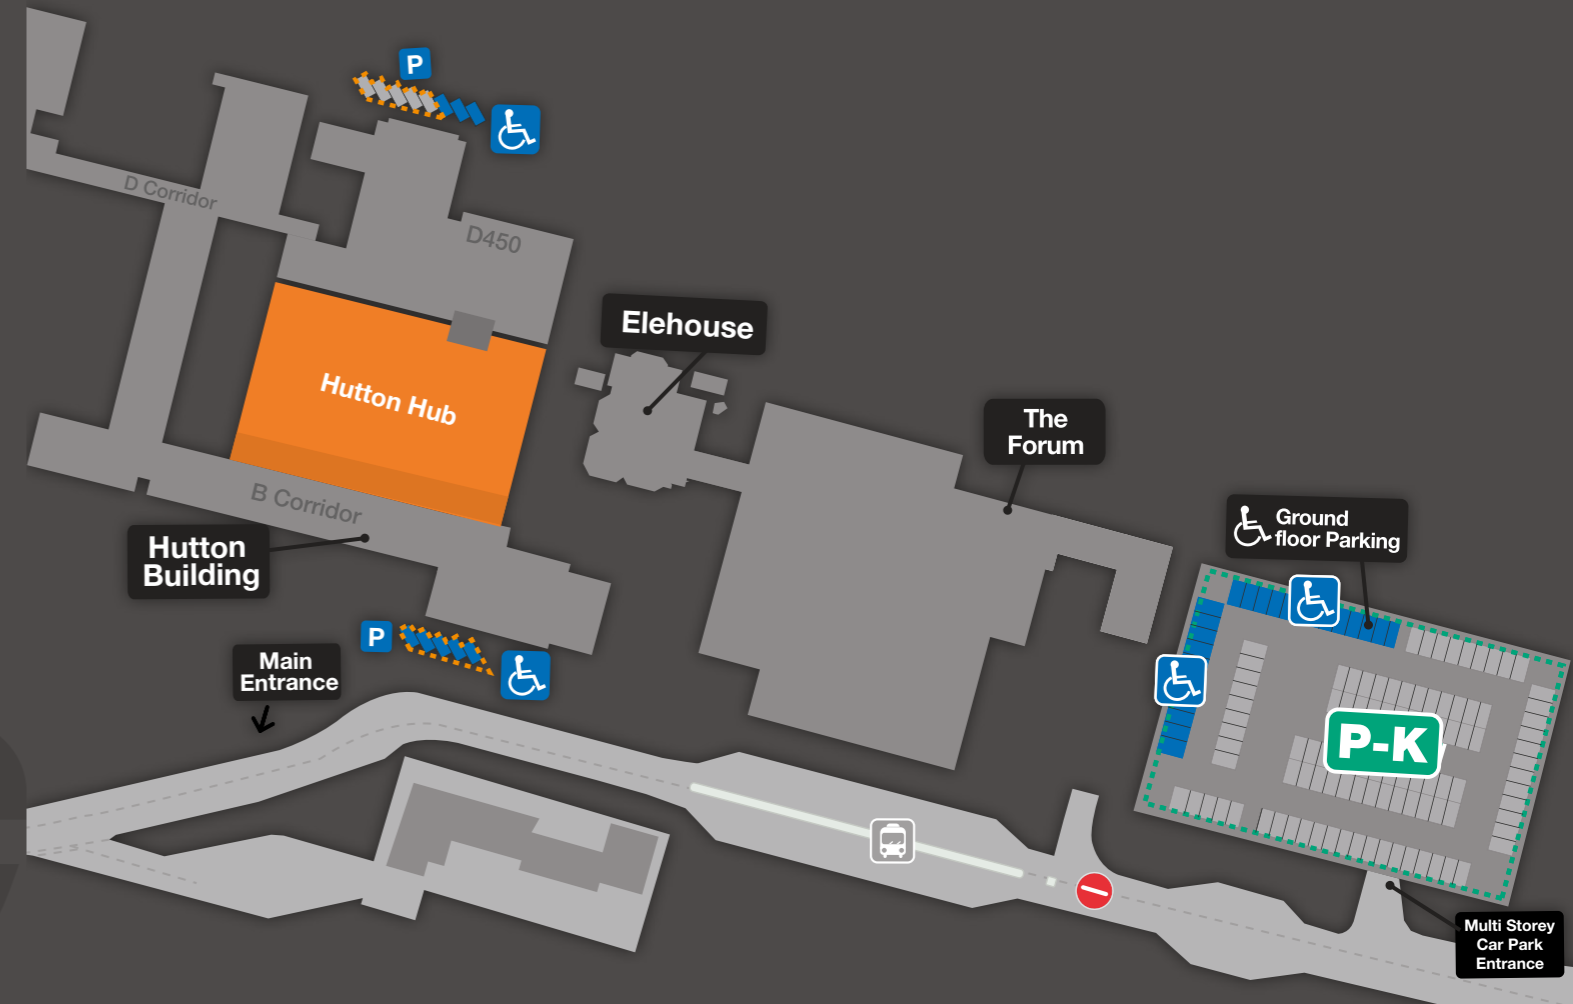 P
D Corridor
D450
Elehouse
Hutton Hub
The
Forum
B Corridor
Ground
floor Parking
Hutton
Building
P
Main
Entrance
P-K
Multi Storey
Car Park
Entrance